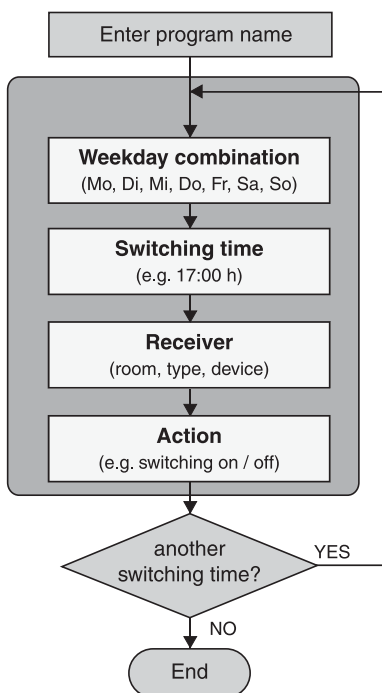 Enter program name
Weekday combination
(Mo, Di, Mi, Do, Fr, Sa, So)
Switching time
(e.g. 17:00 h)
Receiver
(room, type, device)
Action
(e.g. switching on / off)
another
switching time?
YES
NO
End